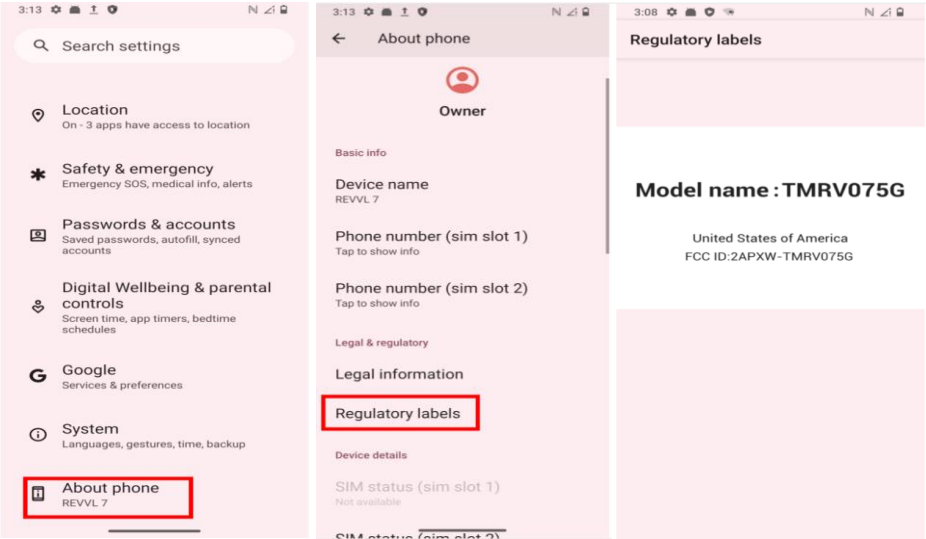 3:13
Search settings
Location
On - 3 apps have access to location
Safety & emergency
Emergency SOS, medical info, alerts
Passwords & accounts
Saved passwords, autofill, synced
accounts
Digital Wellbeing & parental
controls
Screen time, app timers, bedtime
schedules
Google
Services & preferences
System
Languages, gestures, time, backup
About phone
REVVL 7
3:13
About phone
Owner
Basic info
Device name
REVVL 7
Phone number (sim slot 1)
Tap to show info
Phone number (sim slot 2)
Tap to show info
Legal & regulatory
Legal information
Regulatory labels
Device details
SIM status (sim slot 1)
Not available
SIM status (sim slot 2)
3:08
Regulatory labels
Model name : TMRV075G
United States of America
FCC ID:2APXW-TMRV075G